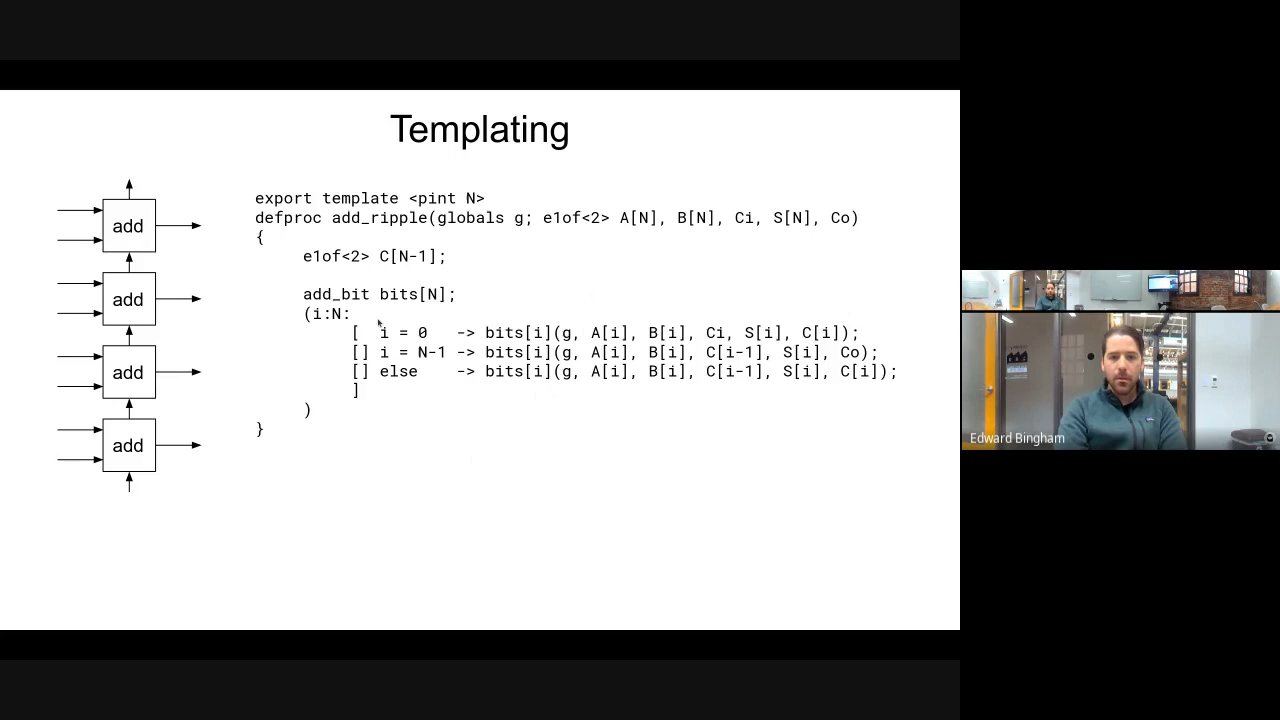 Templating
add
add
add
add
export template <pint N>
defproc add_ripple(globals g; e1of<2> A[N], B[N], Ci, S[N], Co)
{
e1of<2> C[N-1];
add_bit bits[N];
(i:N:
[ i = 0 -> bits[i](g, A[i], B[i], Ci, S[i], C[i]);
[] i = N-1 -> bits[i](g, A[i], B[i], C[i-1], S[i], Co);
[] else -> bits[i](g, A[i], B[i], C[i-1], S[i], C[i]);
]
)
}
Edward Bingham